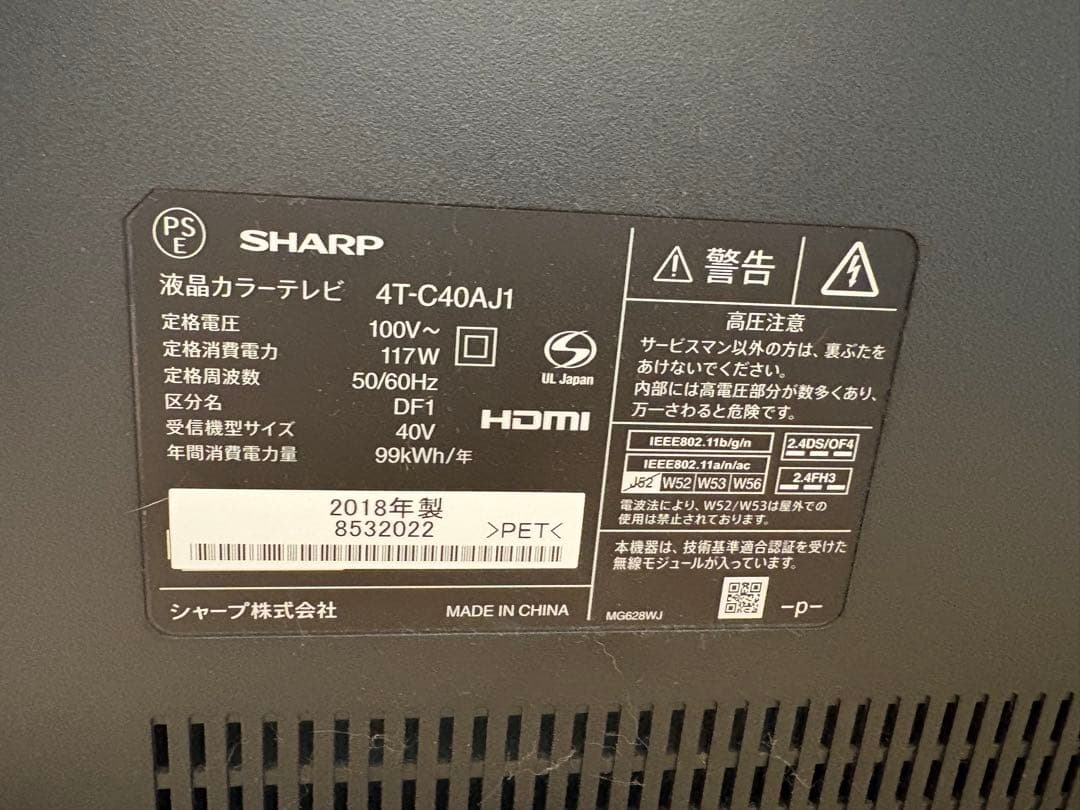 PS
E
SHARP
液晶カラーテレビ 4T-C40AJ1
定格電圧 100V~
定格消費電力 117W
定格周波数 50/60Hz
区分名 DF1
受信機型サイズ 40V
年間消費電力量 99kWh/年
UL Japan
HDMI
2018年製
8532022 >PET<
シャープ株式会社 MADE IN CHINA
警告
高圧注意
サービスマン以外の方は、裏ぶたを
あけないでください。
内部には高電圧部分が数多くあり、
万一さわると危険です。
IEEE802.11b/g/n
2.4DS/OF4
IEEE802.11a/n/ac
J52 W52 W53 W56
2.4FH3
電波法により、W52/W53は屋外での
使用は禁止されております。
本機器は、技術基準適合認証を受けた
無線モジュールが入っています。
MG628WJ
-p-